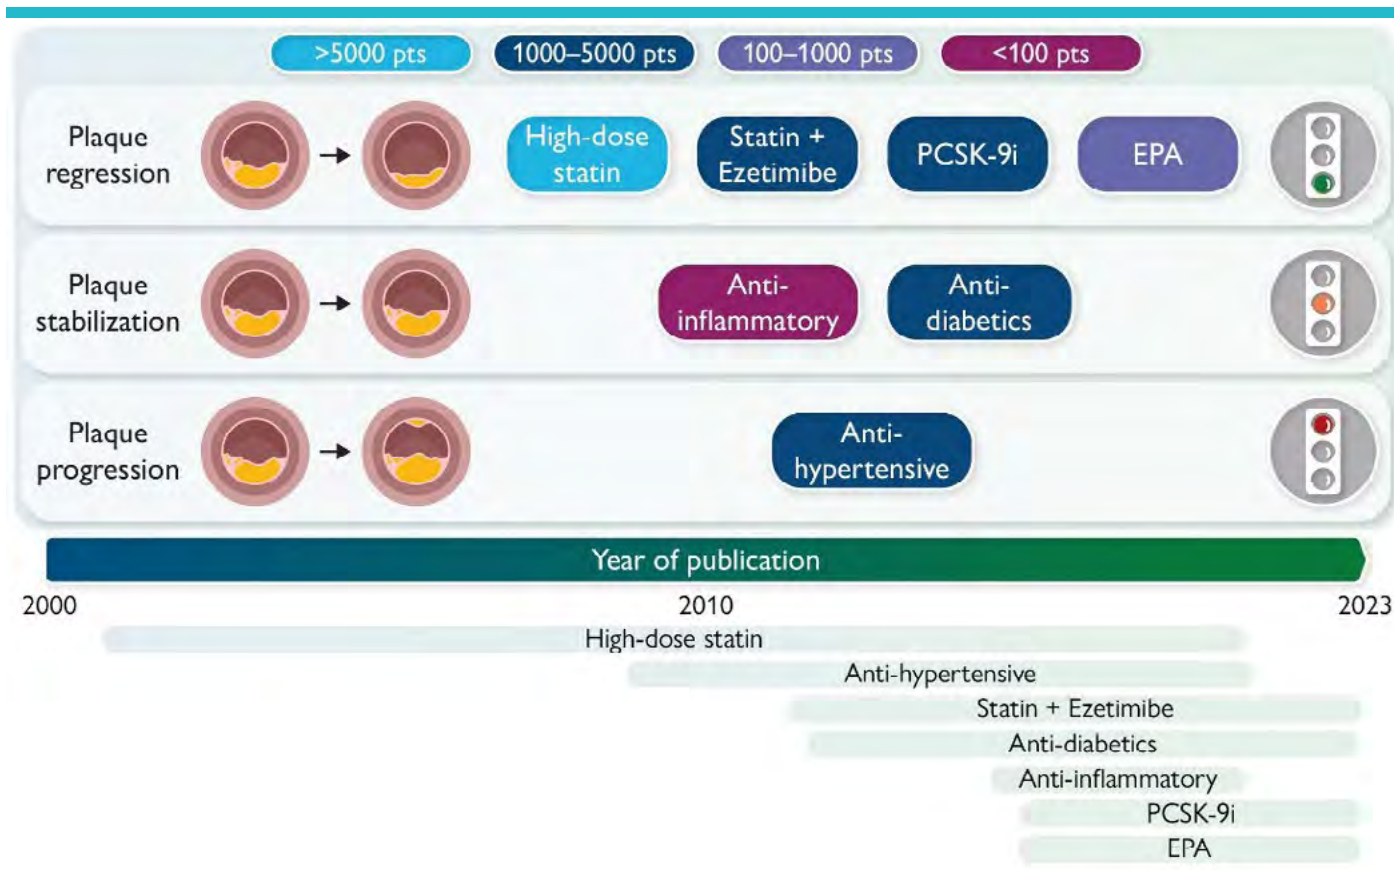 >5000 pts
1000–5000 pts
100–1000 pts
<100 pts
Plaque
regression
High-dose
statin
Statin +
Ezetimibe
PCSK-9i
EPA
Plaque
stabilization
Anti-
inflammatory
Anti-
diabetics
Plaque
progression
Anti-
hypertensive
Year of publication
2000
2010
2023
High-dose statin
Anti-hypertensive
Statin + Ezetimibe
Anti-diabetics
Anti-inflammatory
PCSK-9i
EPA